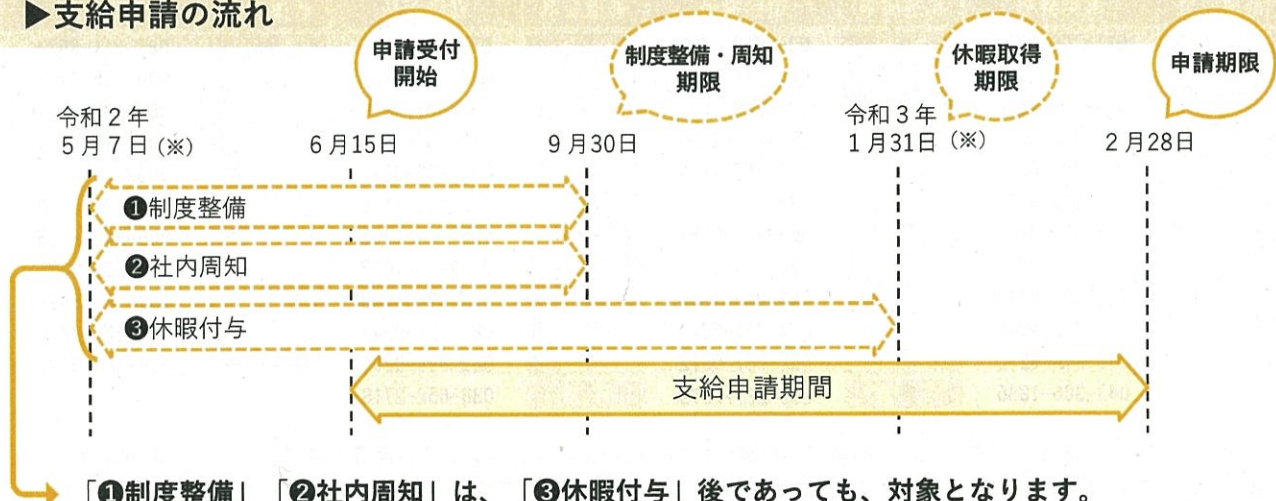 ▶支給申請の流れ
申請受付
開始
制度整備・周知
期限
休暇取得
期限
申請期限
令和2年
5月7日(※)
6月15日
9月30日
令和3年
1月31日(※)
2月28日
❶制度整備
❷社内周知
❸休暇付与
支給申請期間
「❶制度整備」「❷社内周知」は、「❸休暇付与」後であっても、対象となります。